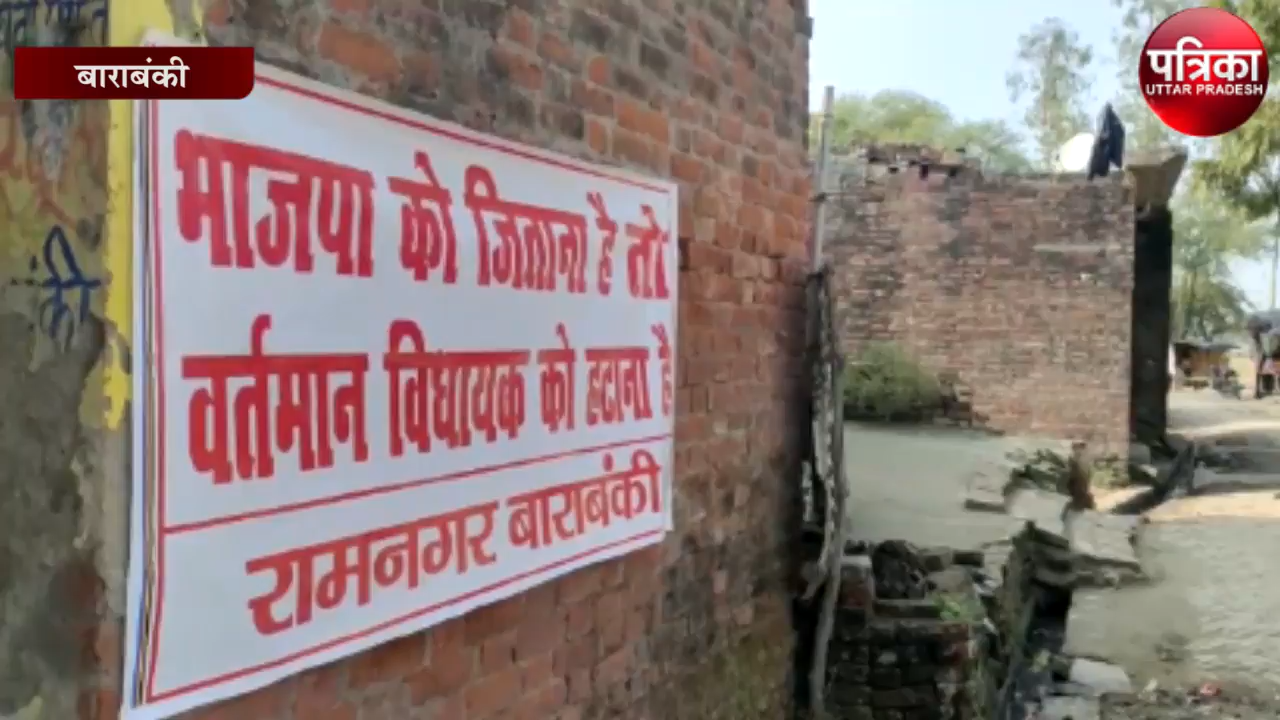 बाराबंकी
पत्रिका
UTTAR PRADESH
भाजपा को जिताना है तो
वर्तमान विधायक को हटाना है
रामनगर बाराबंकी
की